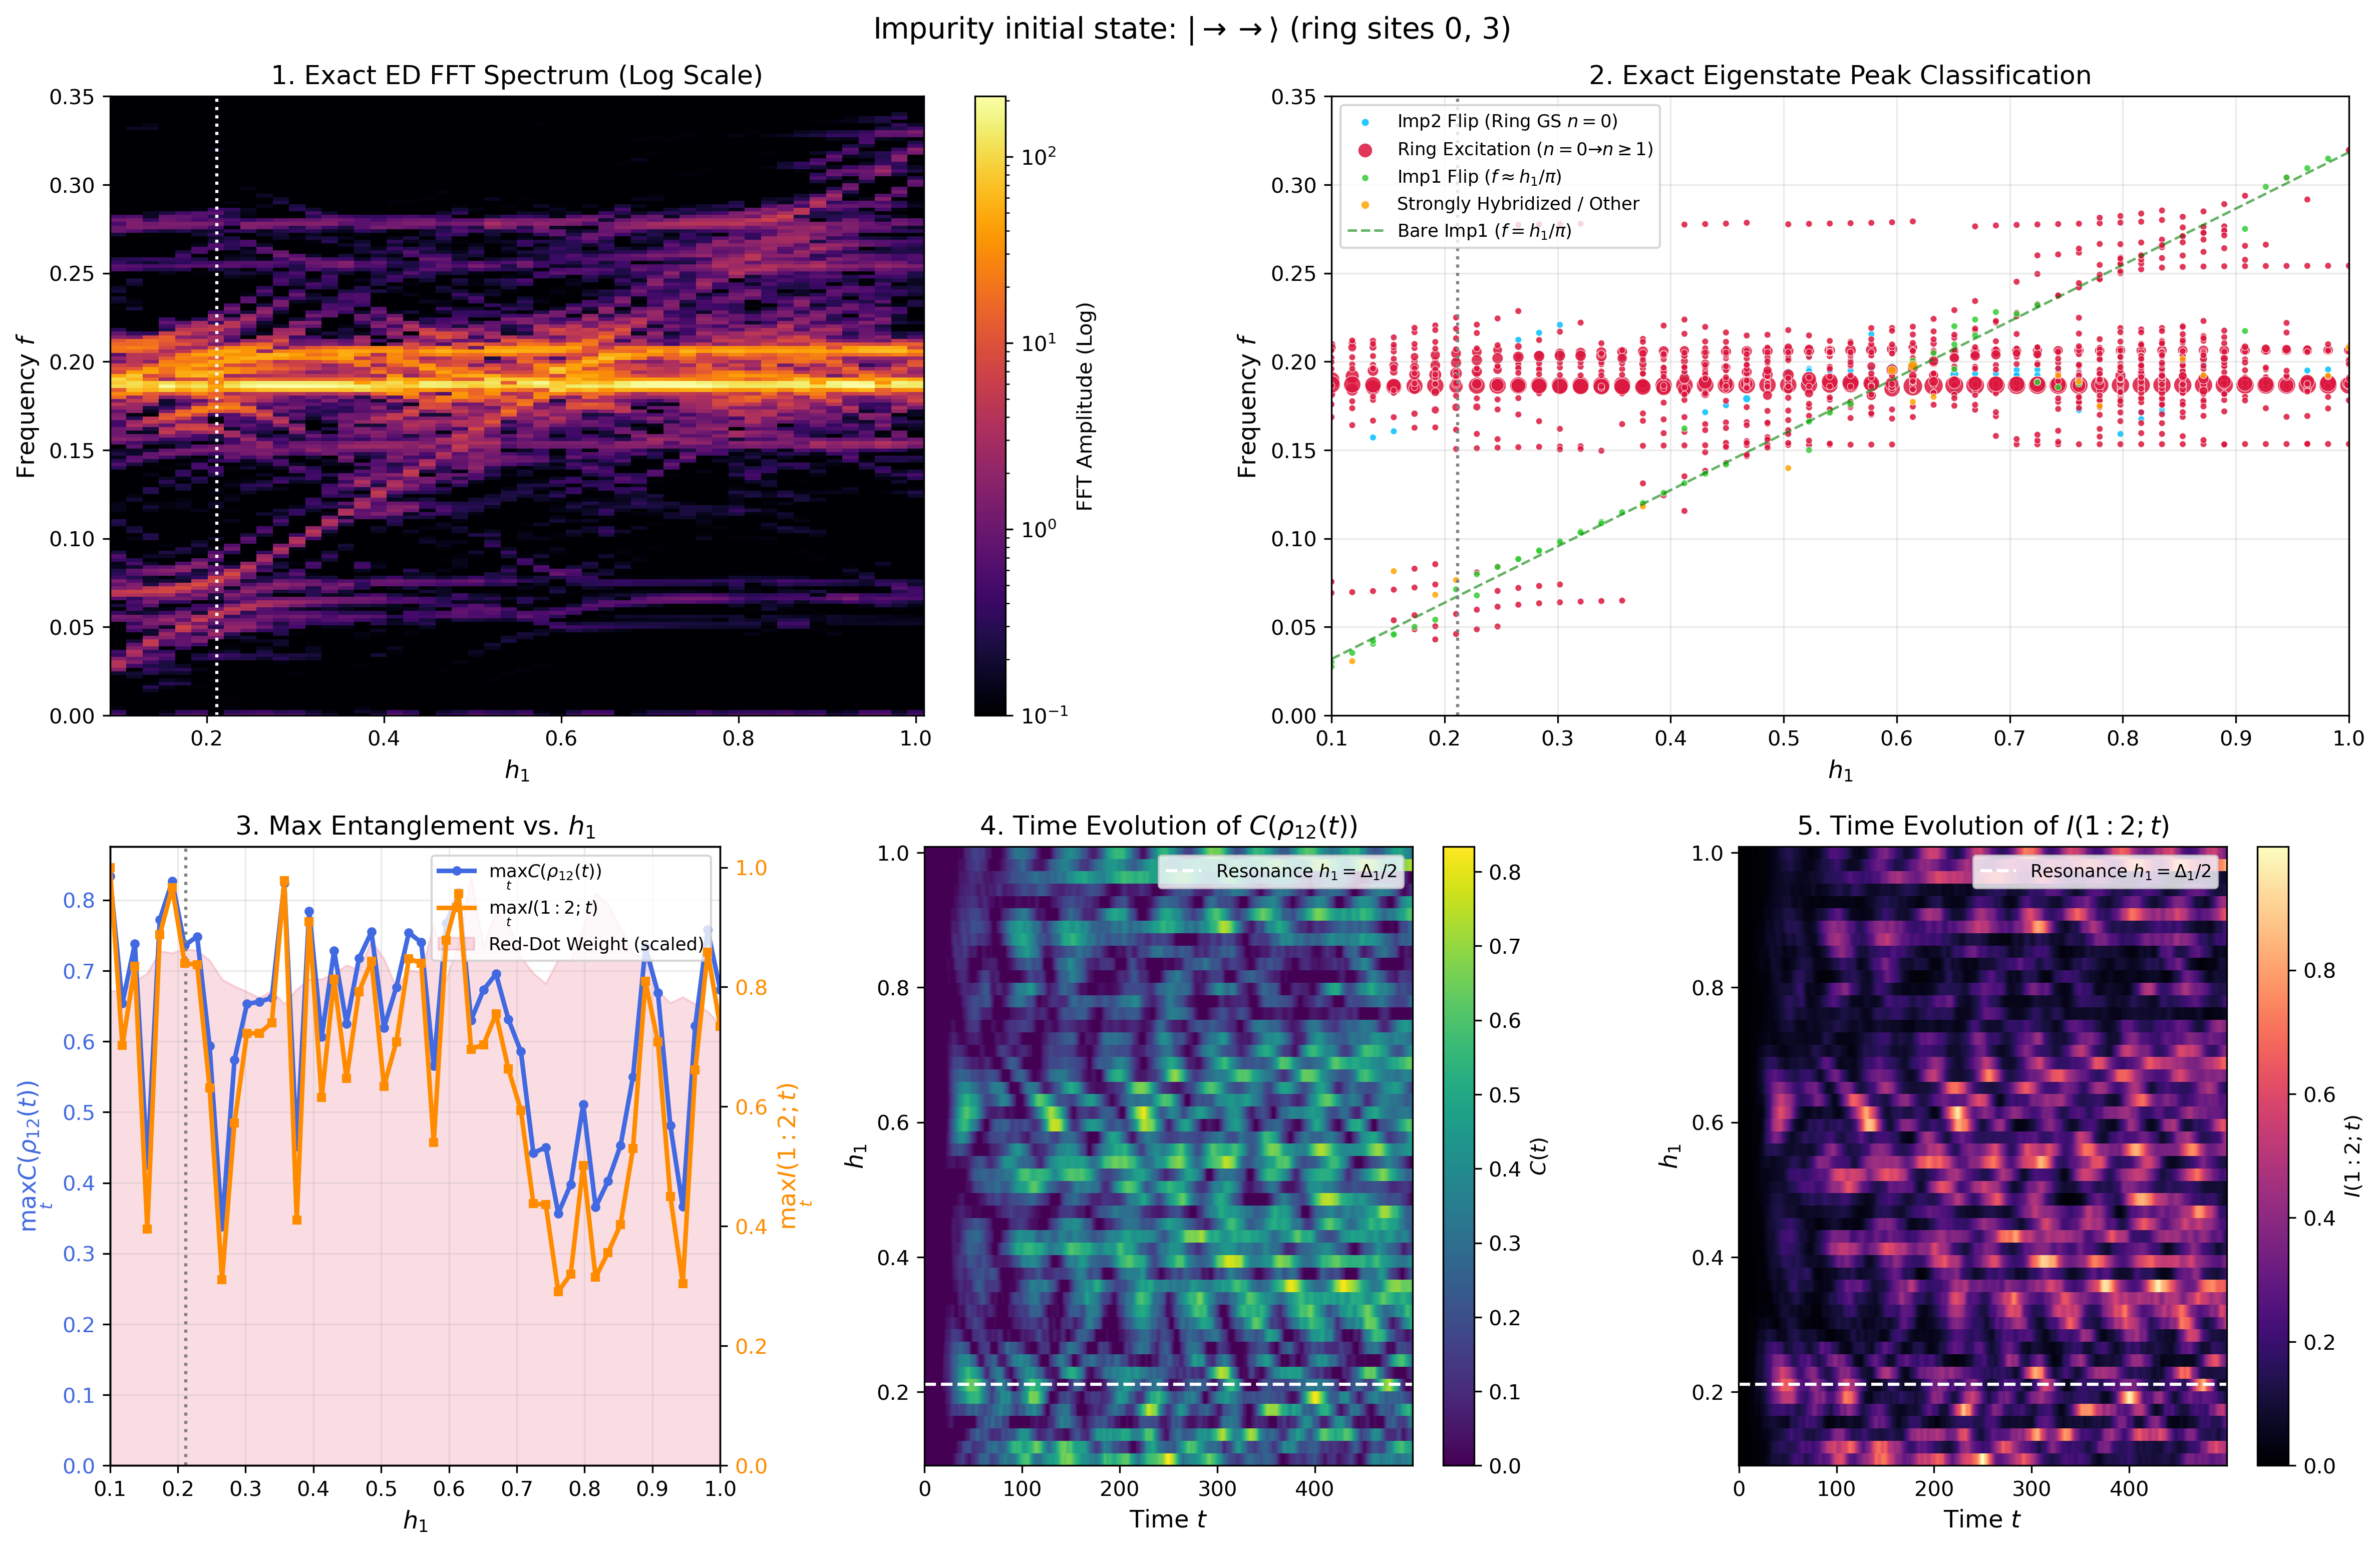 Impurity initial state: |→→⟩ (ring sites 0, 3)
1. Exact ED FFT Spectrum (Log Scale)
0.35
0.30
0.25
0.20
0.15
0.10
0.05
0.00
Frequency f
0.2 0.4 0.6 0.8 1.0
h₁
10²
10¹
10⁰
10⁻¹
FFT Amplitude (Log)
2. Exact Eigenstate Peak Classification
Imp2 Flip (Ring GS n = 0)
Ring Excitation (n = 0→n ≥ 1)
Imp1 Flip (f ≈ h₁/π)
Strongly Hybridized / Other
Bare Imp1 (f = h₁/π)
0.35
0.30
0.25
0.20
0.15
0.10
0.05
0.00
Frequency f
0.1 0.2 0.3 0.4 0.5 0.6 0.7 0.8 0.9 1.0
h₁
3. Max Entanglement vs. h₁
max C(ρ₁₂(t))
t
max I(1 : 2; t)
t
Red-Dot Weight (scaled)
0.8
0.7
0.6
0.5
0.4
0.3
0.2
0.1
0.0
max C(ρ₁₂(t))
t
1.0
0.8
0.6
0.4
0.2
0.0
max I(1 : 2; t)
t
0.1 0.2 0.3 0.4 0.5 0.6 0.7 0.8 0.9 1.0
h₁
4. Time Evolution of C(ρ₁₂(t))
Resonance h₁ = Δ₁/2
1.0
0.8
0.6
0.4
0.2
h₁
0 100 200 300 400
Time t
0.8
0.7
0.6
0.5
0.4
0.3
0.2
0.1
0.0
C(t)
5. Time Evolution of I(1 : 2; t)
Resonance h₁ = Δ₁/2
1.0
0.8
0.6
0.4
0.2
h₁
0 100 200 300 400
Time t
0.8
0.6
0.4
0.2
0.0
I(1 : 2; t)